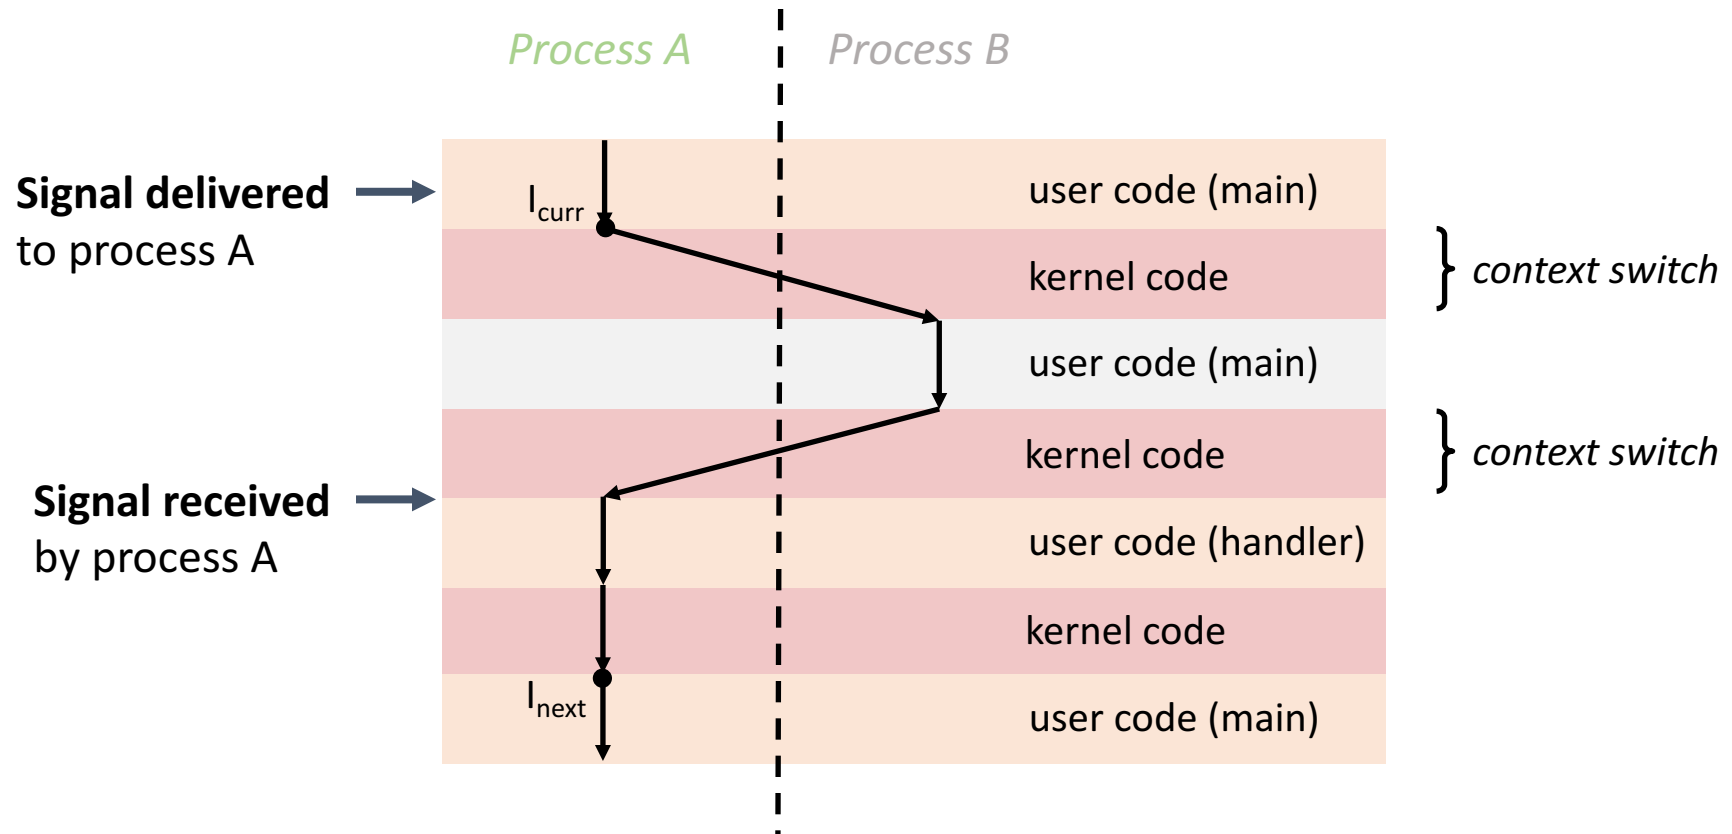 Process A
Process B
Signal delivered
to process A
I_curr
user code (main)
kernel code
context switch
user code (main)
kernel code
context switch
Signal received
by process A
user code (handler)
kernel code
I_next
user code (main)